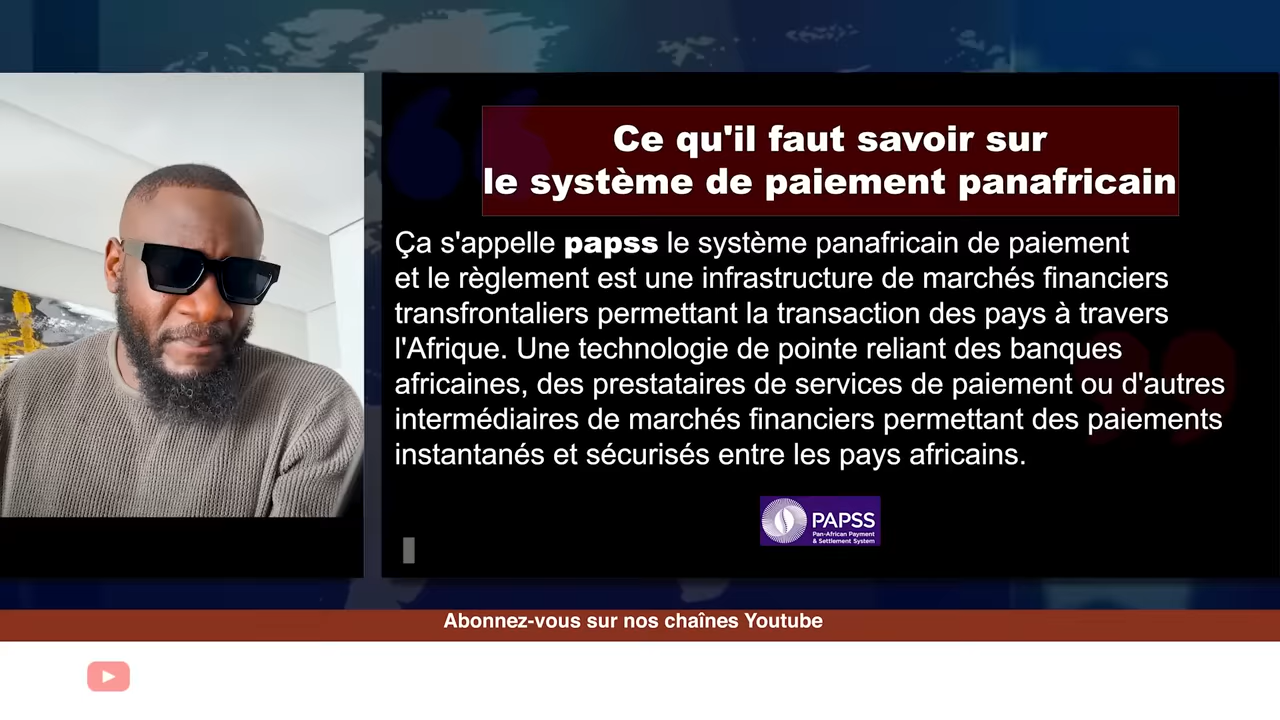 Ce qu'il faut savoir sur
le système de paiement panafricain
Ça s'appelle papss le système panafricain de paiement
et le règlement est une infrastructure de marchés financiers
transfrontaliers permettant la transaction des pays à travers
l'Afrique. Une technologie de pointe reliant des banques
africaines, des prestataires de services de paiement ou d'autres
intermédiaires de marchés financiers permettant des paiements
instantanés et sécurisés entre les pays africains.
PAPSS
Pan-African Payment
& Settlement System
Abonnez-vous sur nos chaînes Youtube